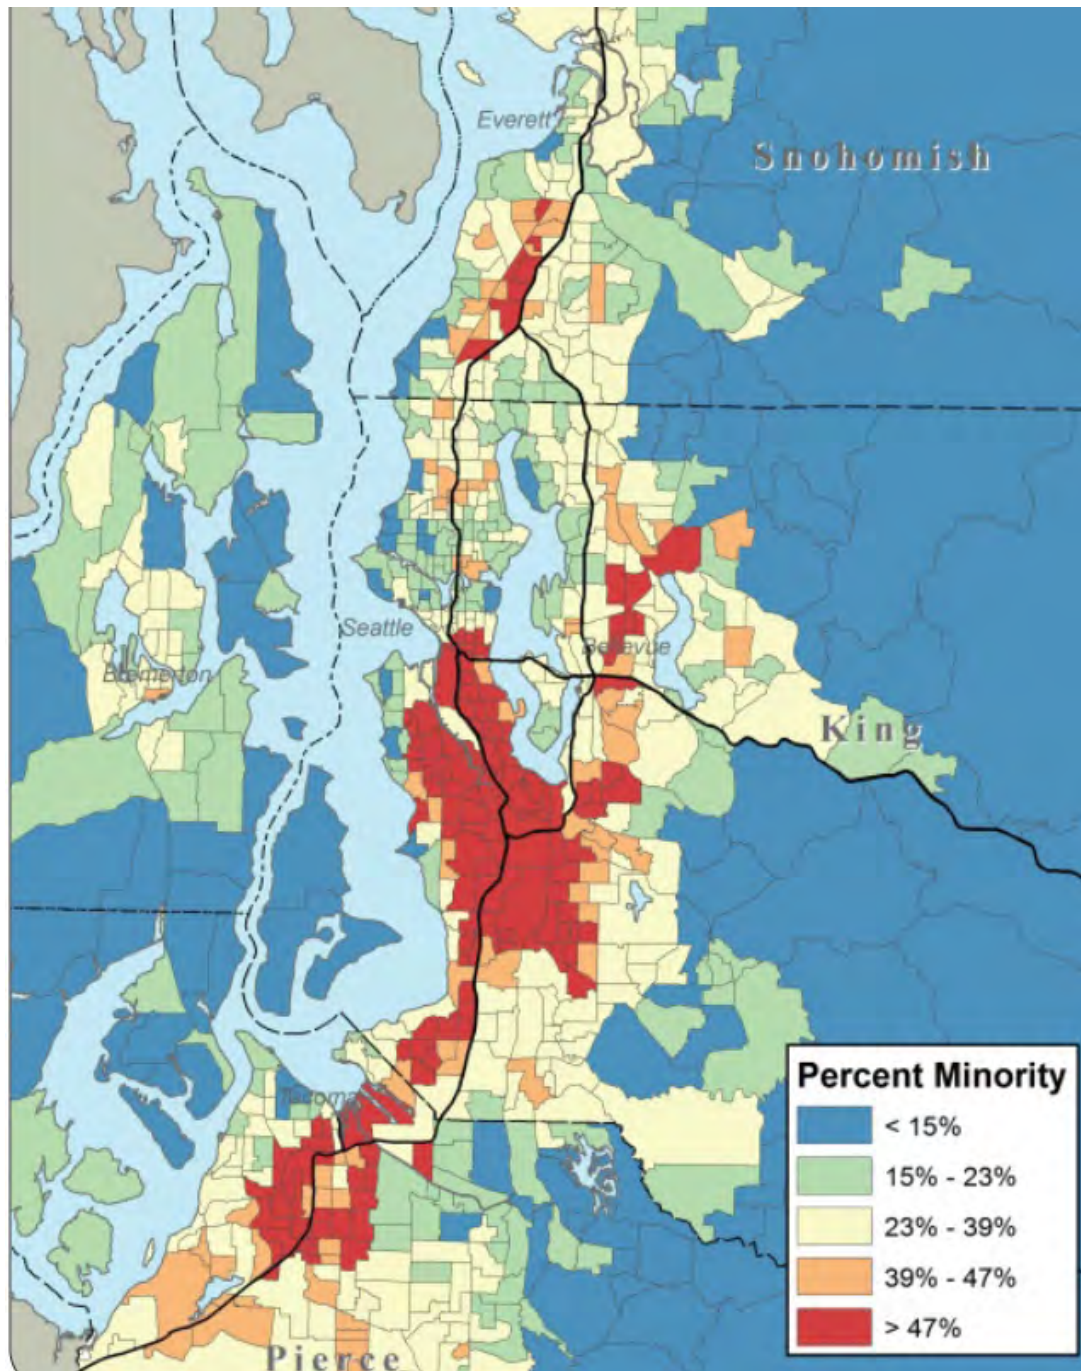 Everett
Snohomish
Seattle
Bellevue
Bremerton
King
Tacoma
Pierce
Percent Minority
< 15%
15% - 23%
23% - 39%
39% - 47%
> 47%